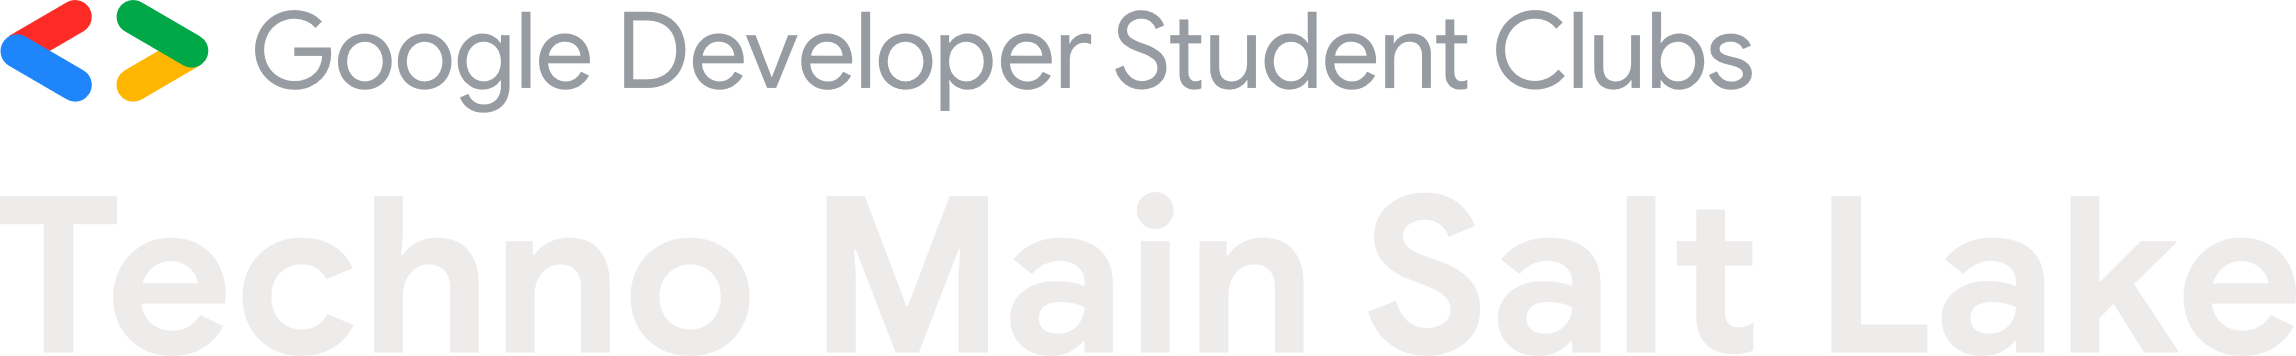 Google Developer Student Clubs
Techno Main Salt Lake